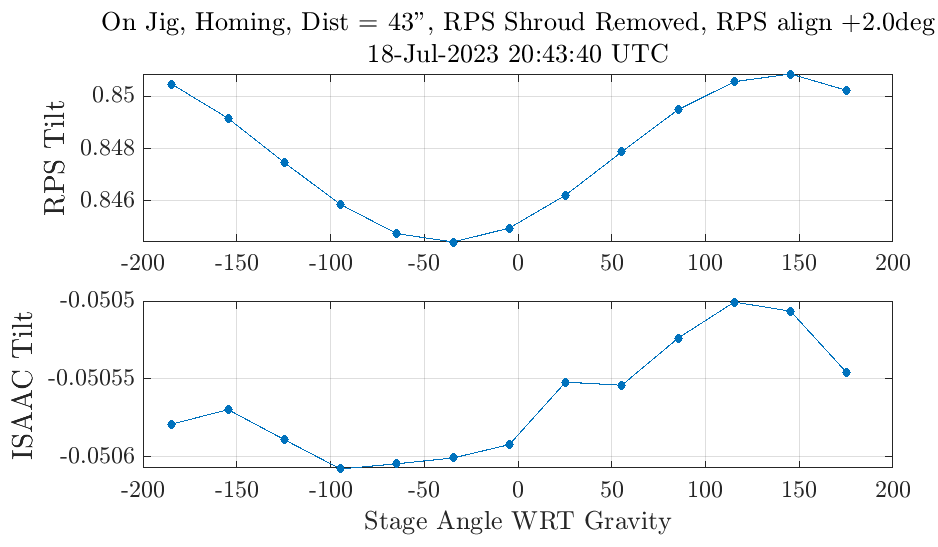 On Jig, Homing, Dist = 43”, RPS Shroud Removed, RPS align +2.0deg
18-Jul-2023 20:43:40 UTC
RPS Tilt
0.85
0.848
0.846
-200 -150 -100 -50 0 50 100 150 200
ISAAC Tilt
-0.0505
-0.05055
-0.0506
-200 -150 -100 -50 0 50 100 150 200
Stage Angle WRT Gravity